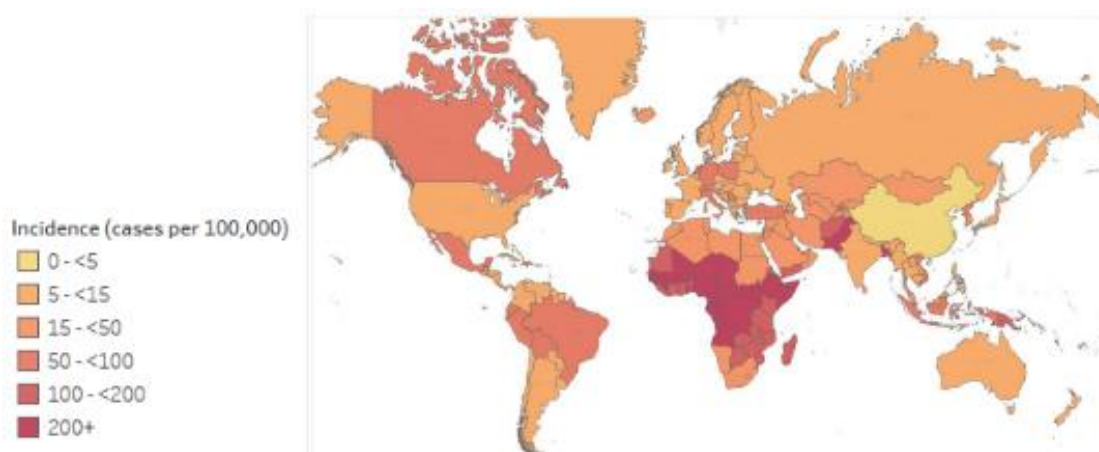 Incidence (cases per 100,000)
0 - <5
5 - <15
15 - <50
50 - <100
100 - <200
200+